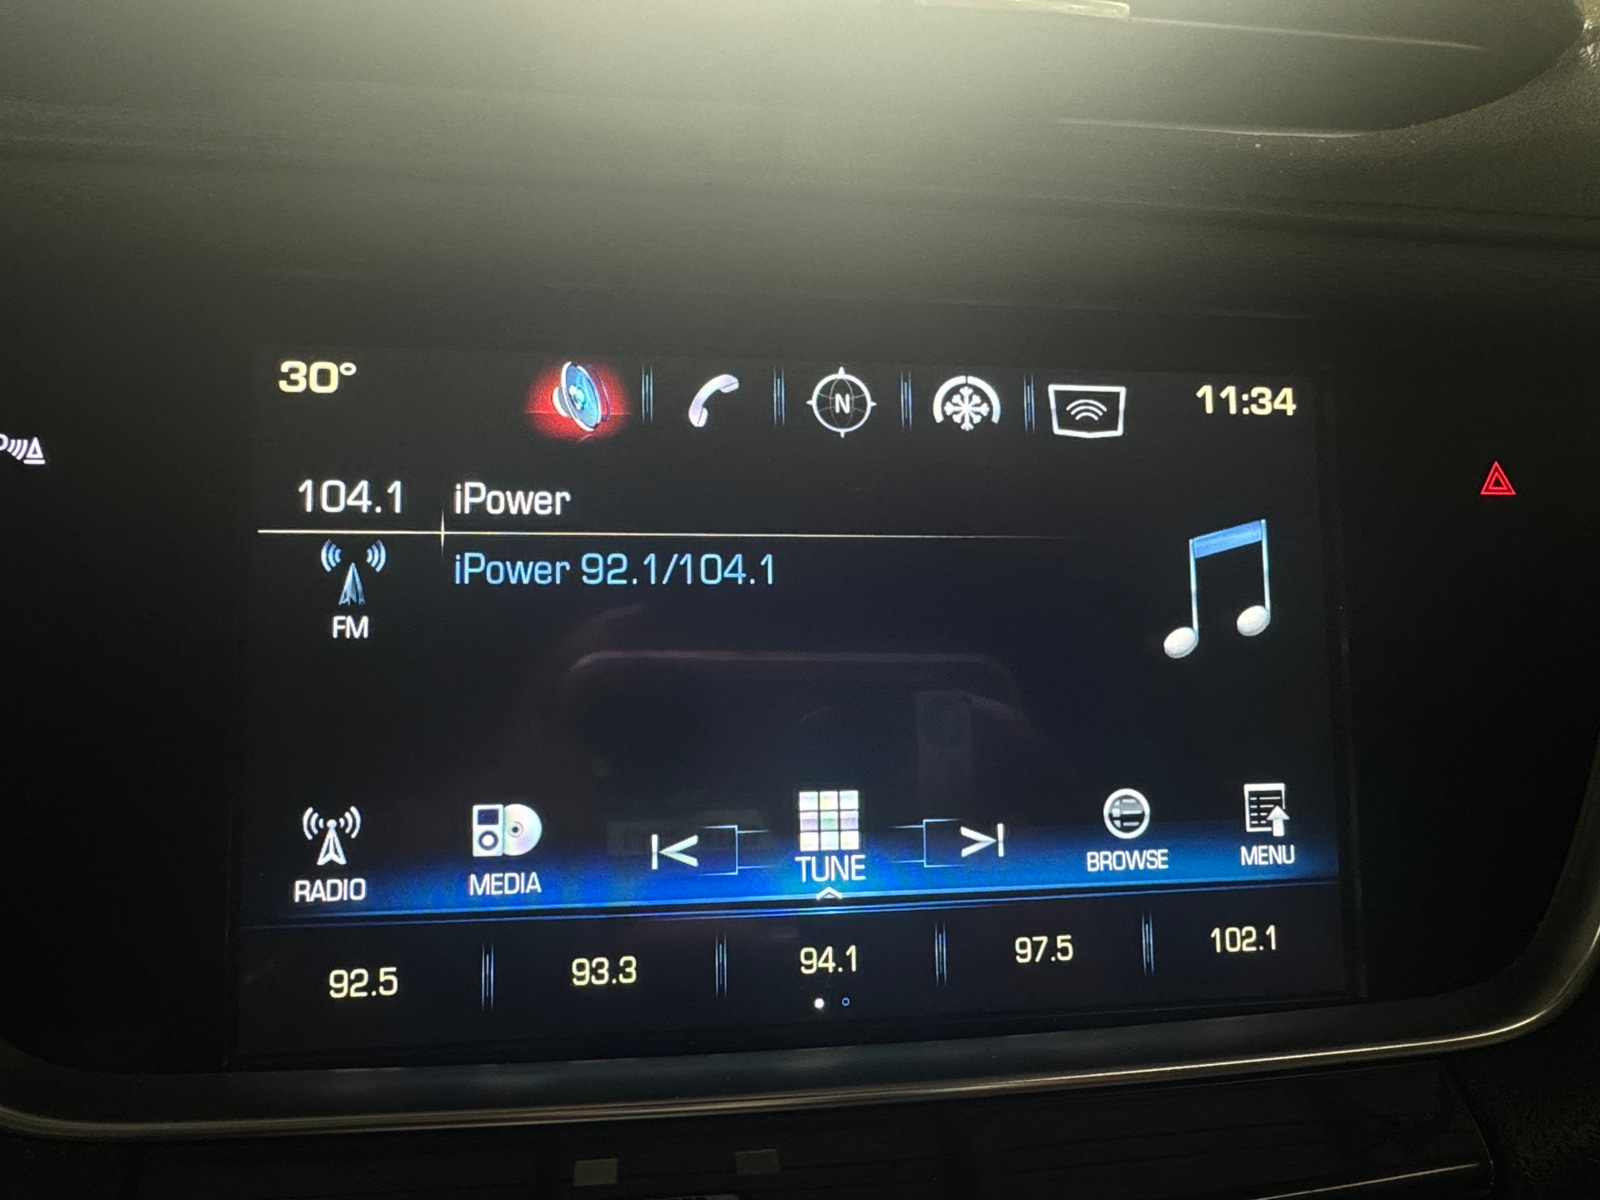 30°
N
11:34
104.1
iPower
iPower 92.1/104.1
FM
RADIO
MEDIA
TUNE
BROWSE
MENU
92.5
93.3
94.1
97.5
102.1